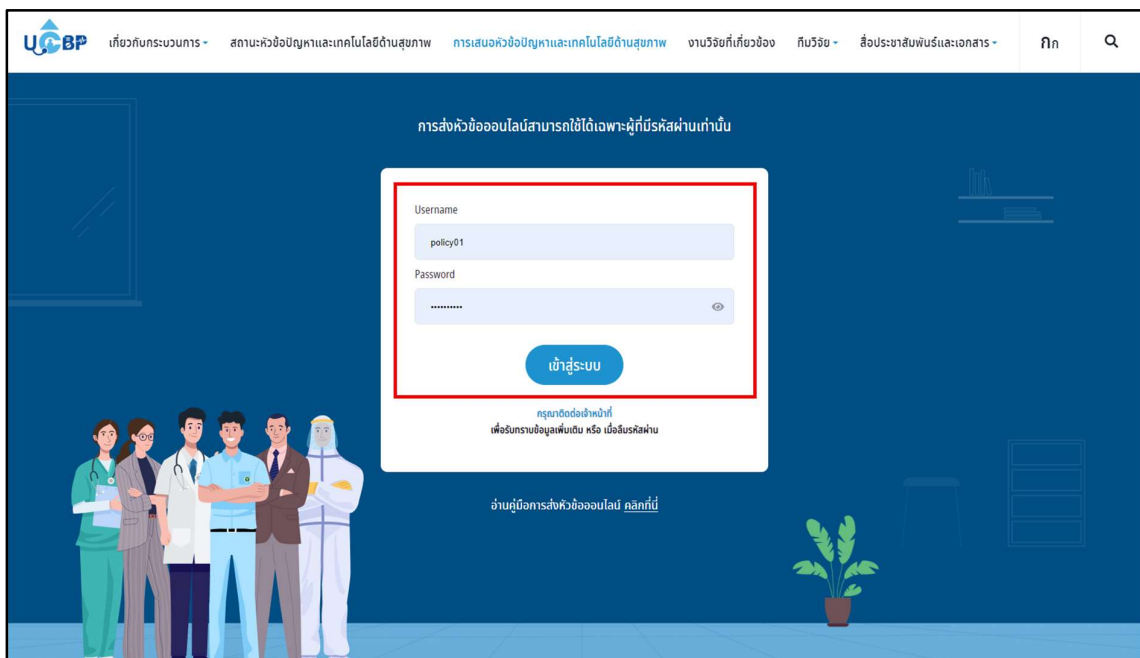 UCBP
เกี่ยวกับกระบวนการ
สถานะหัวข้อปัญหาและเทคโนโลยีด้านสุขภาพ
การเสนอหัวข้อปัญหาและเทคโนโลยีด้านสุขภาพ
งานวิจัยที่เกี่ยวข้อง
ทีมวิจัย
สื่อประชาสัมพันธ์และเอกสาร
กก
การส่งหัวข้อออนไลน์สามารถใช้ได้เฉพาะผู้ที่มีรหัสผ่านเท่านั้น
Username
policy01
Password
••••••••••
เข้าสู่ระบบ
กรุณาติดต่อเจ้าหน้าที่
เพื่อรับทราบข้อมูลเพิ่มเติม หรือ เมื่อลืมรหัสผ่าน
อ่านคู่มือการส่งหัวข้อออนไลน์ คลิกที่นี่